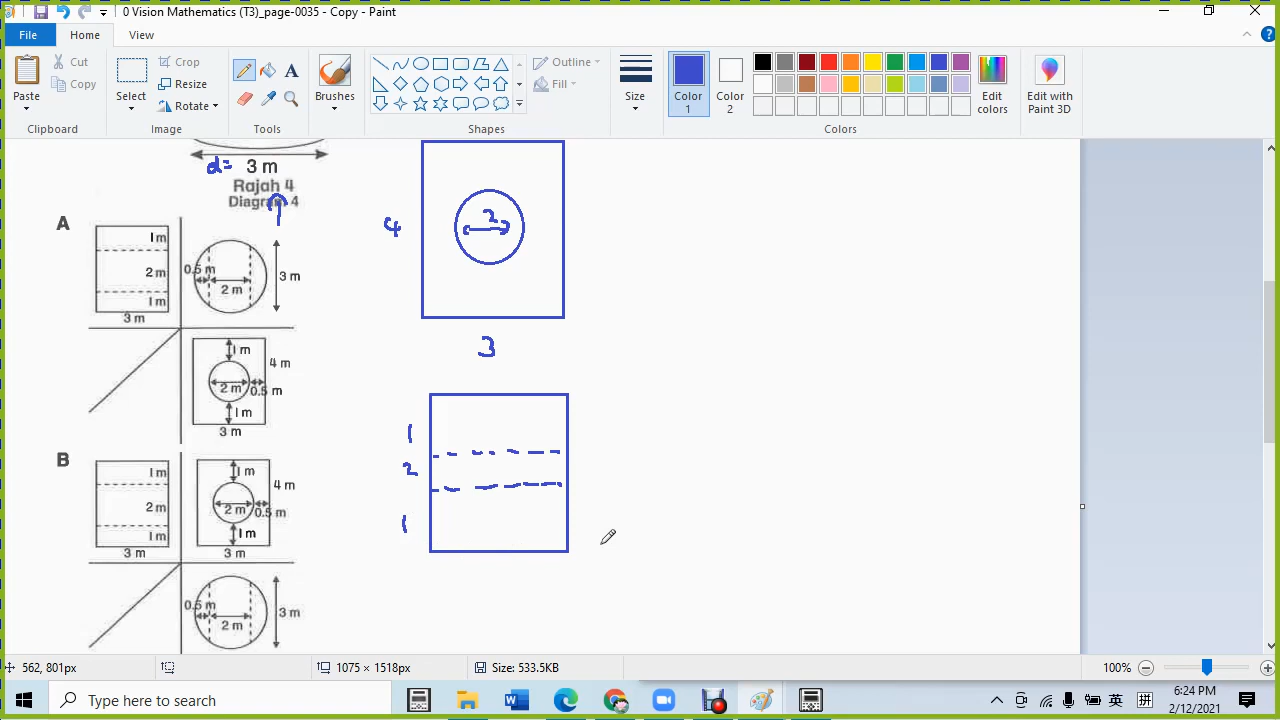 0 Vision Mathematics (T3)_page-0035 - Copy - Paint
File Home View
Paste Cut Copy
Clipboard
Select Crop Resize Rotate
Image
Tools
Brushes
Shapes
Outline
Fill
Size
Color 1
Color 2
Colors
Edit colors
Edit with Paint 3D
d= 3 m
Rajah 4
Diagram 4
A
1 m
2 m
1 m
3 m
0.5 m
2 m
3 m
1 m
4 m
2 m
0.5 m
1 m
3 m
B
1 m
2 m
1 m
3 m
1 m
4 m
2 m
0.5 m
1 m
3 m
0.5 m
2 m
3 m
4
2
3
1
2
1
562, 801px
1075 × 1518px
Size: 533.5KB
100%
Type here to search
英
拼
6:24 PM
2/12/2021